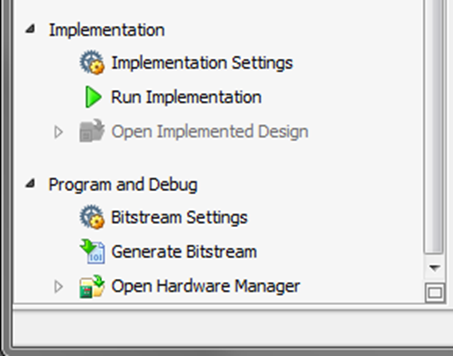 Implementation
Implementation Settings
Run Implementation
Open Implemented Design
Program and Debug
Bitstream Settings
Generate Bitstream
Open Hardware Manager